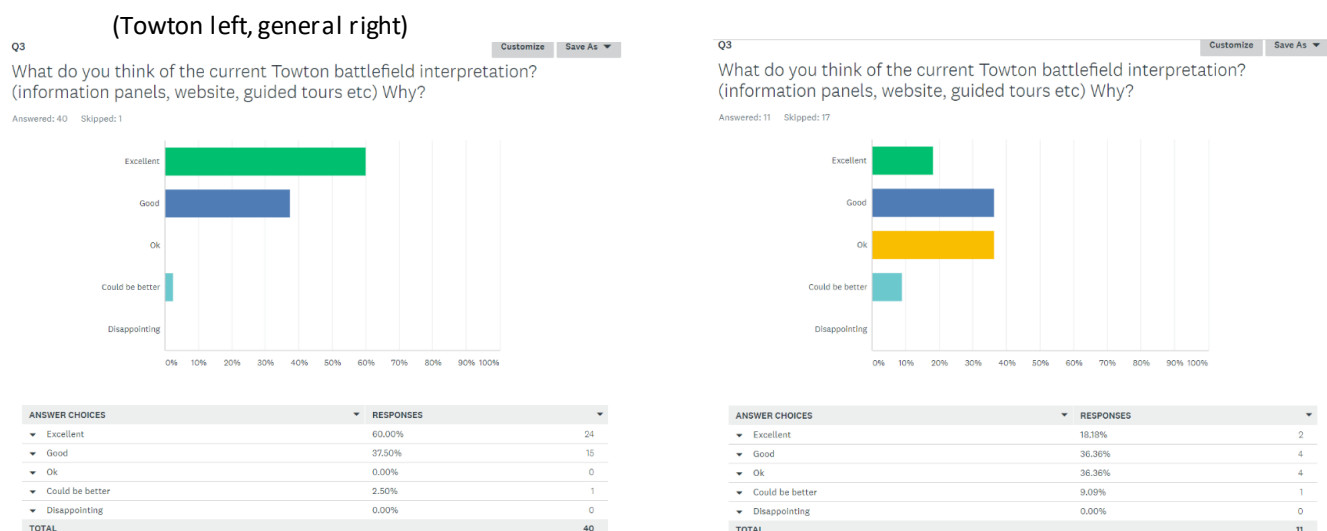 (Towton left, general right)
Q3
Customize Save As
What do you think of the current Towton battlefield interpretation?
(information panels, website, guided tours etc) Why?
Answered: 40 Skipped: 1
Excellent
Good
Ok
Could be better
Disappointing
0% 10% 20% 30% 40% 50% 60% 70% 80% 90% 100%
ANSWER CHOICES RESPONSES
Excellent 60.00% 24
Good 37.50% 15
Ok 0.00% 0
Could be better 2.50% 1
Disappointing 0.00% 0
TOTAL 40
Q3
Customize Save As
What do you think of the current Towton battlefield interpretation?
(information panels, website, guided tours etc) Why?
Answered: 11 Skipped: 17
Excellent
Good
Ok
Could be better
Disappointing
0% 10% 20% 30% 40% 50% 60% 70% 80% 90% 100%
ANSWER CHOICES RESPONSES
Excellent 18.18% 2
Good 36.36% 4
Ok 36.36% 4
Could be better 9.09% 1
Disappointing 0.00% 0
TOTAL 11